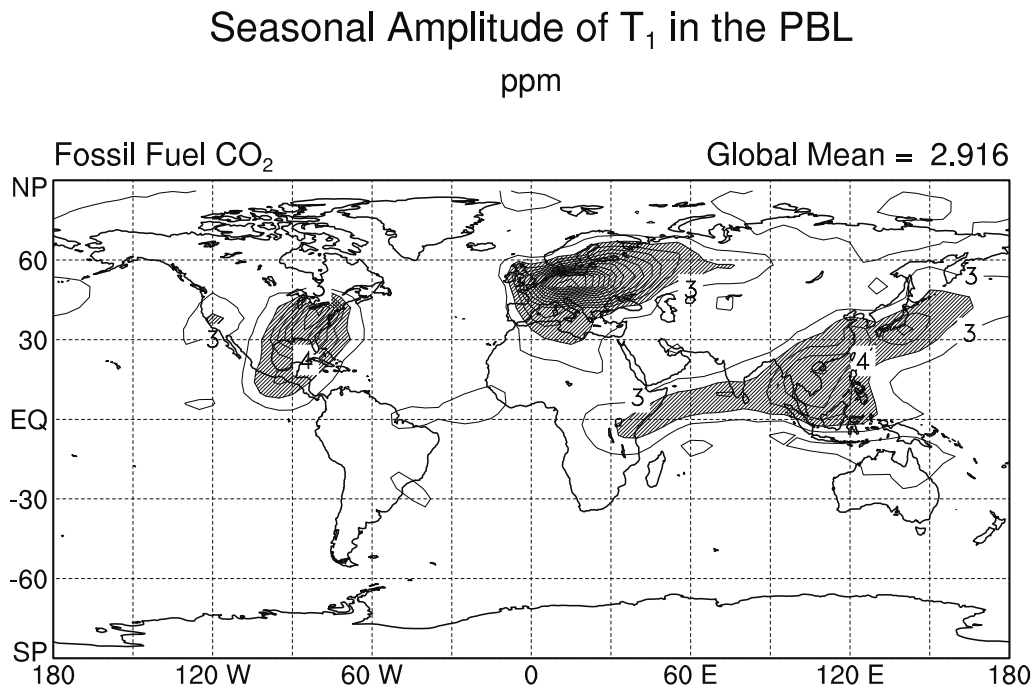 Seasonal Amplitude of T₁ in the PBL
ppm
Fossil Fuel CO₂ Global Mean = 2.916
NP
60
30
EQ
-30
-60
SP
3
3
3
3
3
3
4
4
180 120 W 60 W 0 60 E 120 E 180